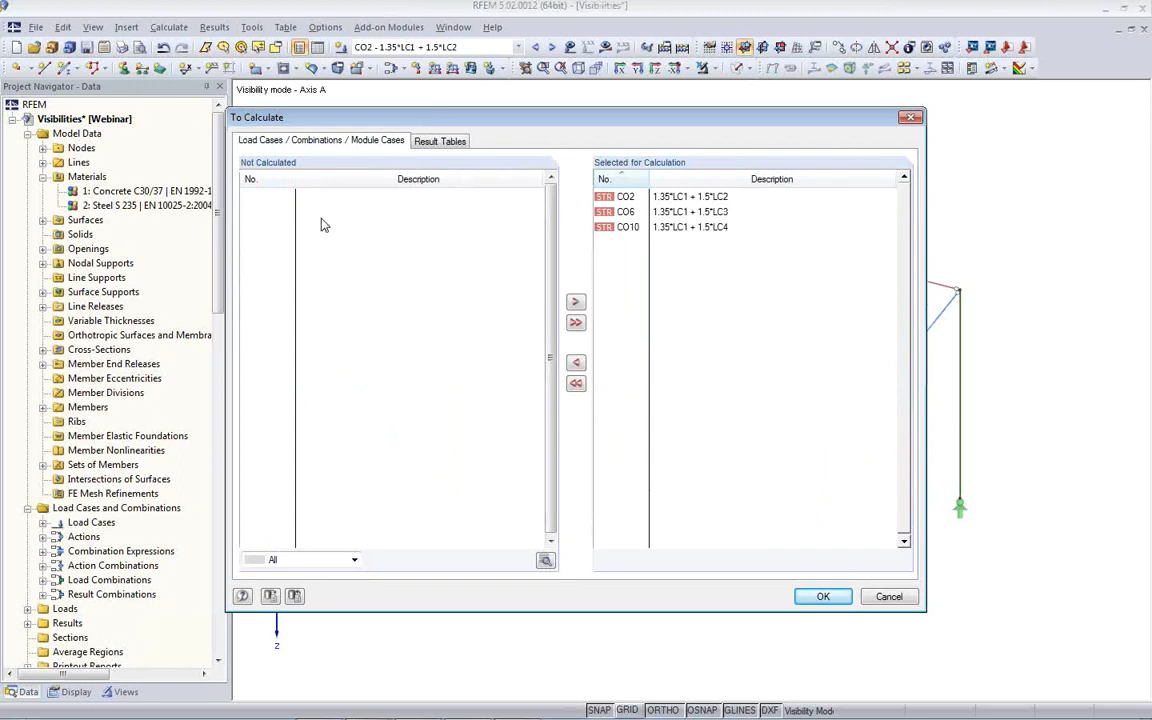 RFEM 5.02.0012 (64bit) - [Visibilities*]
File Edit View Insert Calculate Results Tools Table Options Add-on Modules Window Help
CO2 - 1.35*LC1 + 1.5*LC2
Project Navigator - Data
Visibility mode - Axis A
RFEM
Visibilities* [Webinar]
Model Data
Nodes
Lines
Materials
1: Concrete C30/37 | EN 1992-1
2: Steel S 235 | EN 10025-2:2004
Surfaces
Solids
Openings
Nodal Supports
Line Supports
Surface Supports
Line Releases
Variable Thicknesses
Orthotropic Surfaces and Membra
Cross-Sections
Member End Releases
Member Eccentricities
Member Divisions
Members
Ribs
Member Elastic Foundations
Member Nonlinearities
Sets of Members
Intersections of Surfaces
FE Mesh Refinements
Load Cases and Combinations
Load Cases
Actions
Combination Expressions
Action Combinations
Load Combinations
Result Combinations
Loads
Results
Sections
Average Regions
Printout Reports
Data Display Views
To Calculate
Load Cases / Combinations / Module Cases Result Tables
Not Calculated
No. Description
All
Selected for Calculation
No. Description
STR CO2 1.35*LC1 + 1.5*LC2
STR CO6 1.35*LC1 + 1.5*LC3
STR CO10 1.35*LC1 + 1.5*LC4
OK Cancel
z
SNAP GRID ORTHO OSNAP GLINES DXF Visibility Mod